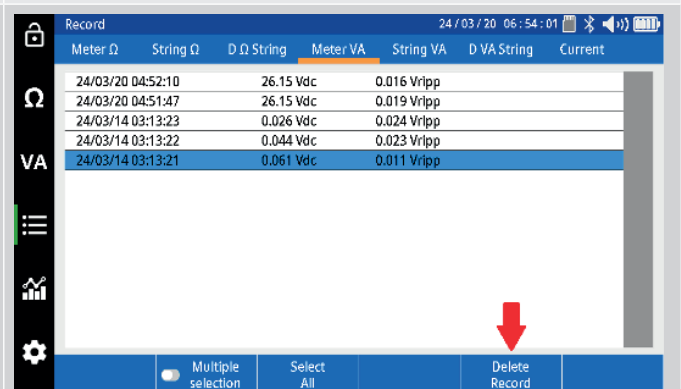 Record 24/03/20 06:54:01
Meter Ω String Ω D Ω String Meter VA String VA D VA String Current
24/03/20 04:52:10 26.15 Vdc 0.016 Vripp
24/03/20 04:51:47 26.15 Vdc 0.019 Vripp
24/03/14 03:13:23 0.026 Vdc 0.024 Vripp
24/03/14 03:13:22 0.044 Vdc 0.023 Vripp
24/03/14 03:13:21 0.061 Vdc 0.011 Vripp
Ω
VA
Multiple Select Delete
selection All Record